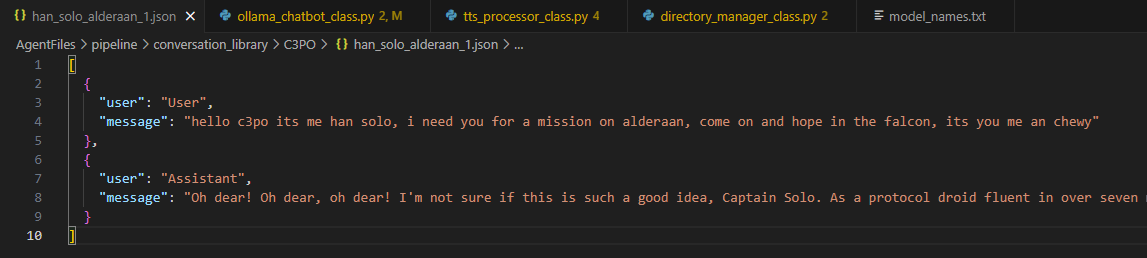 {} han_solo_alderaan_1.json × ollama_chatbot_class.py 2, M tts_processor_class.py 4 directory_manager_class.py 2 model_names.txt
AgentFiles > pipeline > conversation_library > C3PO > {} han_solo_alderaan_1.json > ...
1 [
2 {
3 "user": "User",
4 "message": "hello c3po its me han solo, i need you for a mission on alderaan, come on and hope in the falcon, its you me an chewy"
5 },
6 {
7 "user": "Assistant",
8 "message": "Oh dear! Oh dear, oh dear! I'm not sure if this is such a good idea, Captain Solo. As a protocol droid fluent in over seven
9 }
10 ]